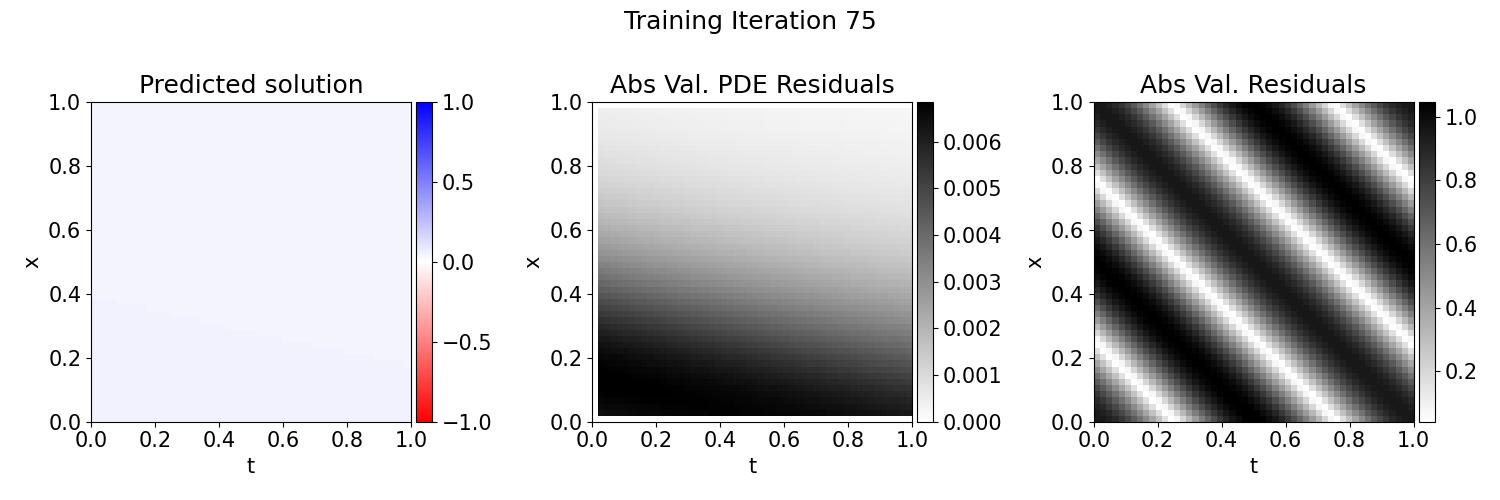 Training Iteration 75
Predicted solution
1.0
0.8
0.6
0.4
0.2
0.0
x
0.0 0.2 0.4 0.6 0.8 1.0
t
1.0
0.5
0.0
−0.5
−1.0
Abs Val. PDE Residuals
1.0
0.8
0.6
0.4
0.2
0.0
x
0.0 0.2 0.4 0.6 0.8 1.0
t
0.006
0.005
0.004
0.003
0.002
0.001
0.000
Abs Val. Residuals
1.0
0.8
0.6
0.4
0.2
0.0
x
0.0 0.2 0.4 0.6 0.8 1.0
t
1.0
0.8
0.6
0.4
0.2